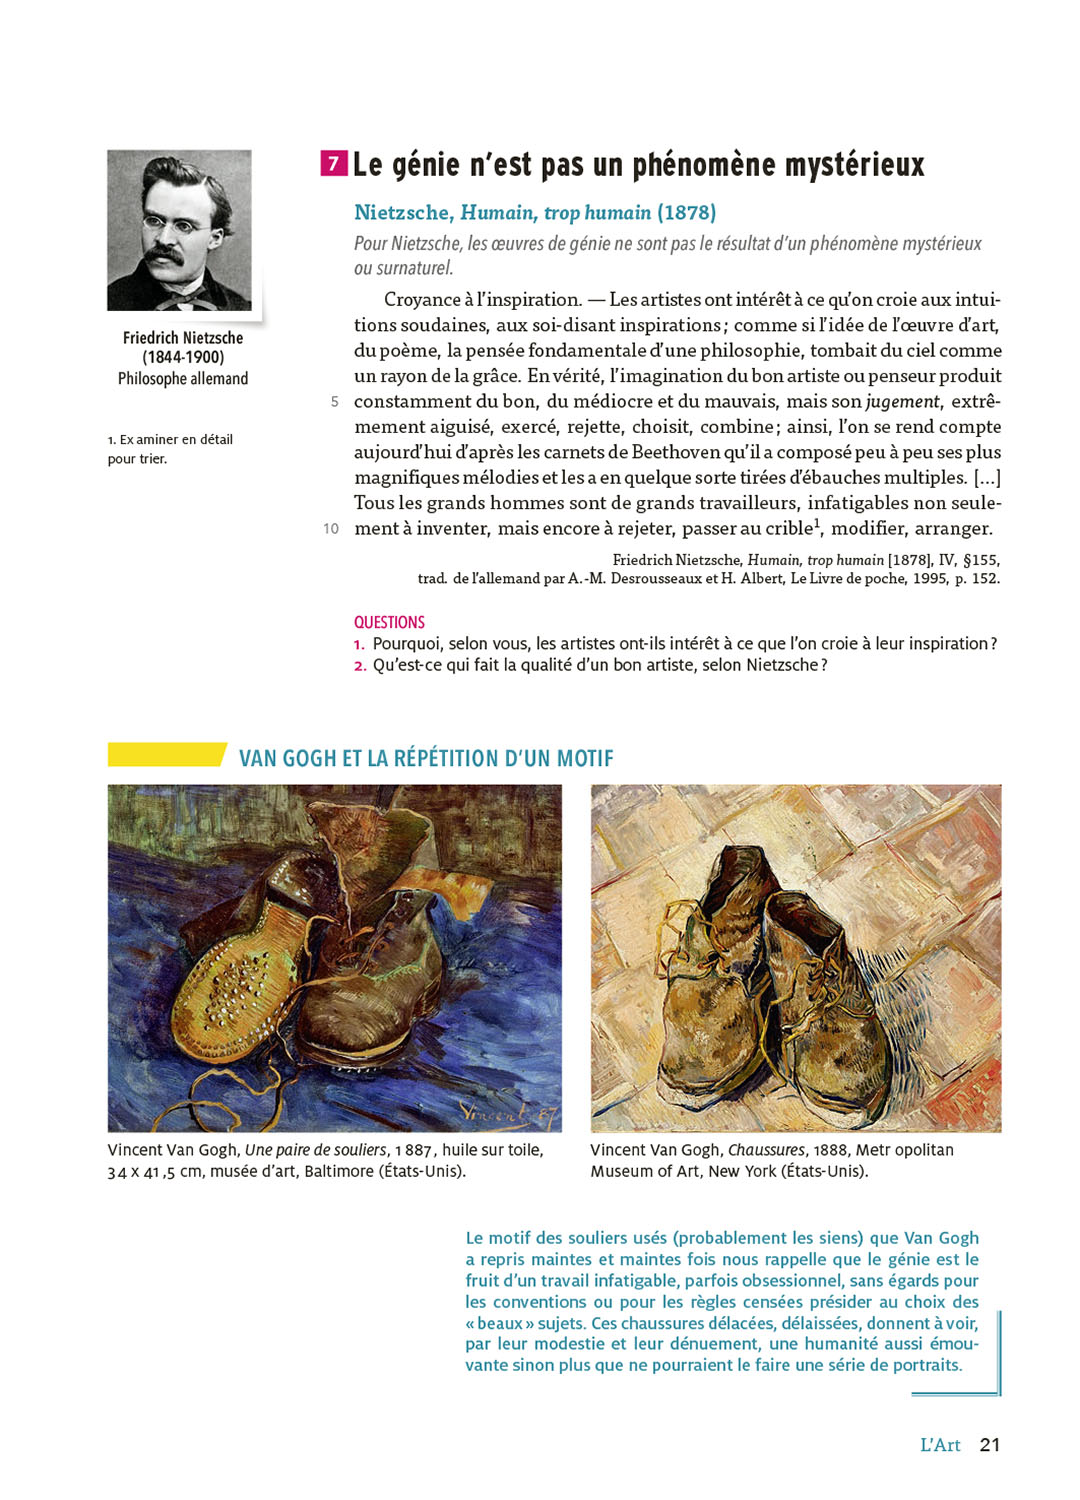 7 Le génie n'est pas un phénomène mystérieux
Nietzsche, Humain, trop humain (1878)
Pour Nietzsche, les œuvres de génie ne sont pas le résultat d'un phénomène mystérieux
ou surnaturel.
Friedrich Nietzsche
(1844-1900)
Philosophe allemand
1. Ex aminer en détail
pour trier.
Croyance à l'inspiration. — Les artistes ont intérêt à ce qu'on croie aux intui-
tions soudaines, aux soi-disant inspirations ; comme si l'idée de l'œuvre d'art,
du poème, la pensée fondamentale d'une philosophie, tombait du ciel comme
un rayon de la grâce. En vérité, l'imagination du bon artiste ou penseur produit
5 constamment du bon, du médiocre et du mauvais, mais son jugement, extrê-
mement aiguisé, exercé, rejette, choisit, combine ; ainsi, l'on se rend compte
aujourd'hui d'après les carnets de Beethoven qu'il a composé peu à peu ses plus
magnifiques mélodies et les a en quelque sorte tirées d'ébauches multiples. [...]
Tous les grands hommes sont de grands travailleurs, infatigables non seule-
10 ment à inventer, mais encore à rejeter, passer au crible1, modifier, arranger.
Friedrich Nietzsche, Humain, trop humain [1878], IV, §155,
trad. de l'allemand par A.-M. Desrousseaux et H. Albert, Le Livre de poche, 1995, p. 152.
QUESTIONS
1. Pourquoi, selon vous, les artistes ont-ils intérêt à ce que l'on croie à leur inspiration ?
2. Qu'est-ce qui fait la qualité d'un bon artiste, selon Nietzsche ?
VAN GOGH ET LA RÉPÉTITION D'UN MOTIF
Vincent 87
Vincent Van Gogh, Une paire de souliers, 1 887, huile sur toile,
34 x 41 ,5 cm, musée d'art, Baltimore (États-Unis).
Vincent Van Gogh, Chaussures, 1888, Metr opolitan
Museum of Art, New York (États-Unis).
Le motif des souliers usés (probablement les siens) que Van Gogh
a repris maintes et maintes fois nous rappelle que le génie est le
fruit d'un travail infatigable, parfois obsessionnel, sans égards pour
les conventions ou pour les règles censées présider au choix des
« beaux » sujets. Ces chaussures délacées, délaissées, donnent à voir,
par leur modestie et leur dénuement, une humanité aussi émou-
vante sinon plus que ne pourraient le faire une série de portraits.
L'Art 21